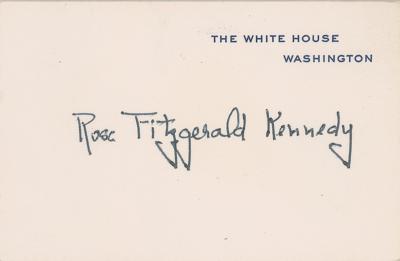 THE WHITE HOUSE
WASHINGTON
Rose Fitzgerald Kennedy